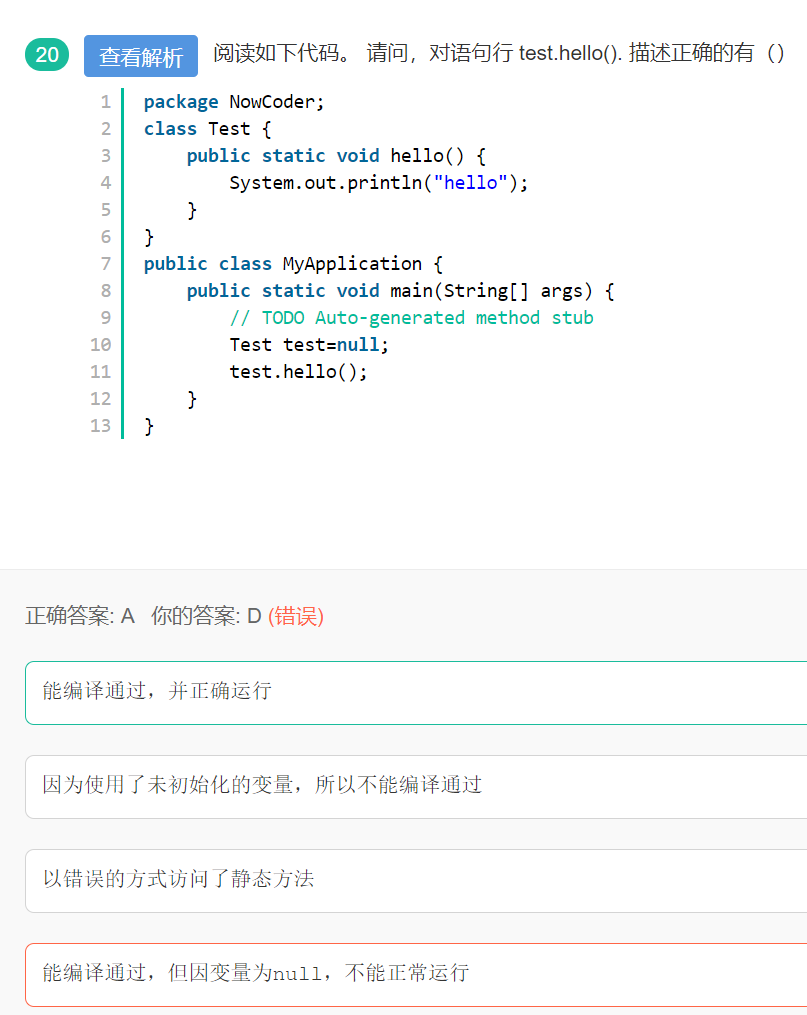 20 查看解析 阅读如下代码。 请问，对语句行 test.hello(). 描述正确的有（）
1 package NowCoder;
2 class Test {
3     public static void hello() {
4         System.out.println("hello");
5     }
6 }
7 public class MyApplication {
8     public static void main(String[] args) {
9         // TODO Auto-generated method stub
10         Test test=null;
11         test.hello();
12     }
13 }
正确答案: A 你的答案: D (错误)
能编译通过，并正确运行
因为使用了未初始化的变量，所以不能编译通过
以错误的方式访问了静态方法
能编译通过，但因变量为null，不能正常运行